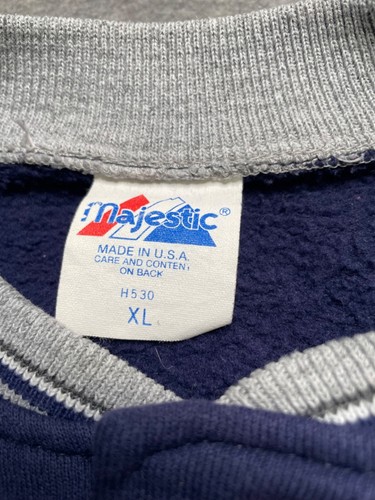 Majestic®
MADE IN U.S.A.
CARE AND CONTENT
ON BACK
H530
XL